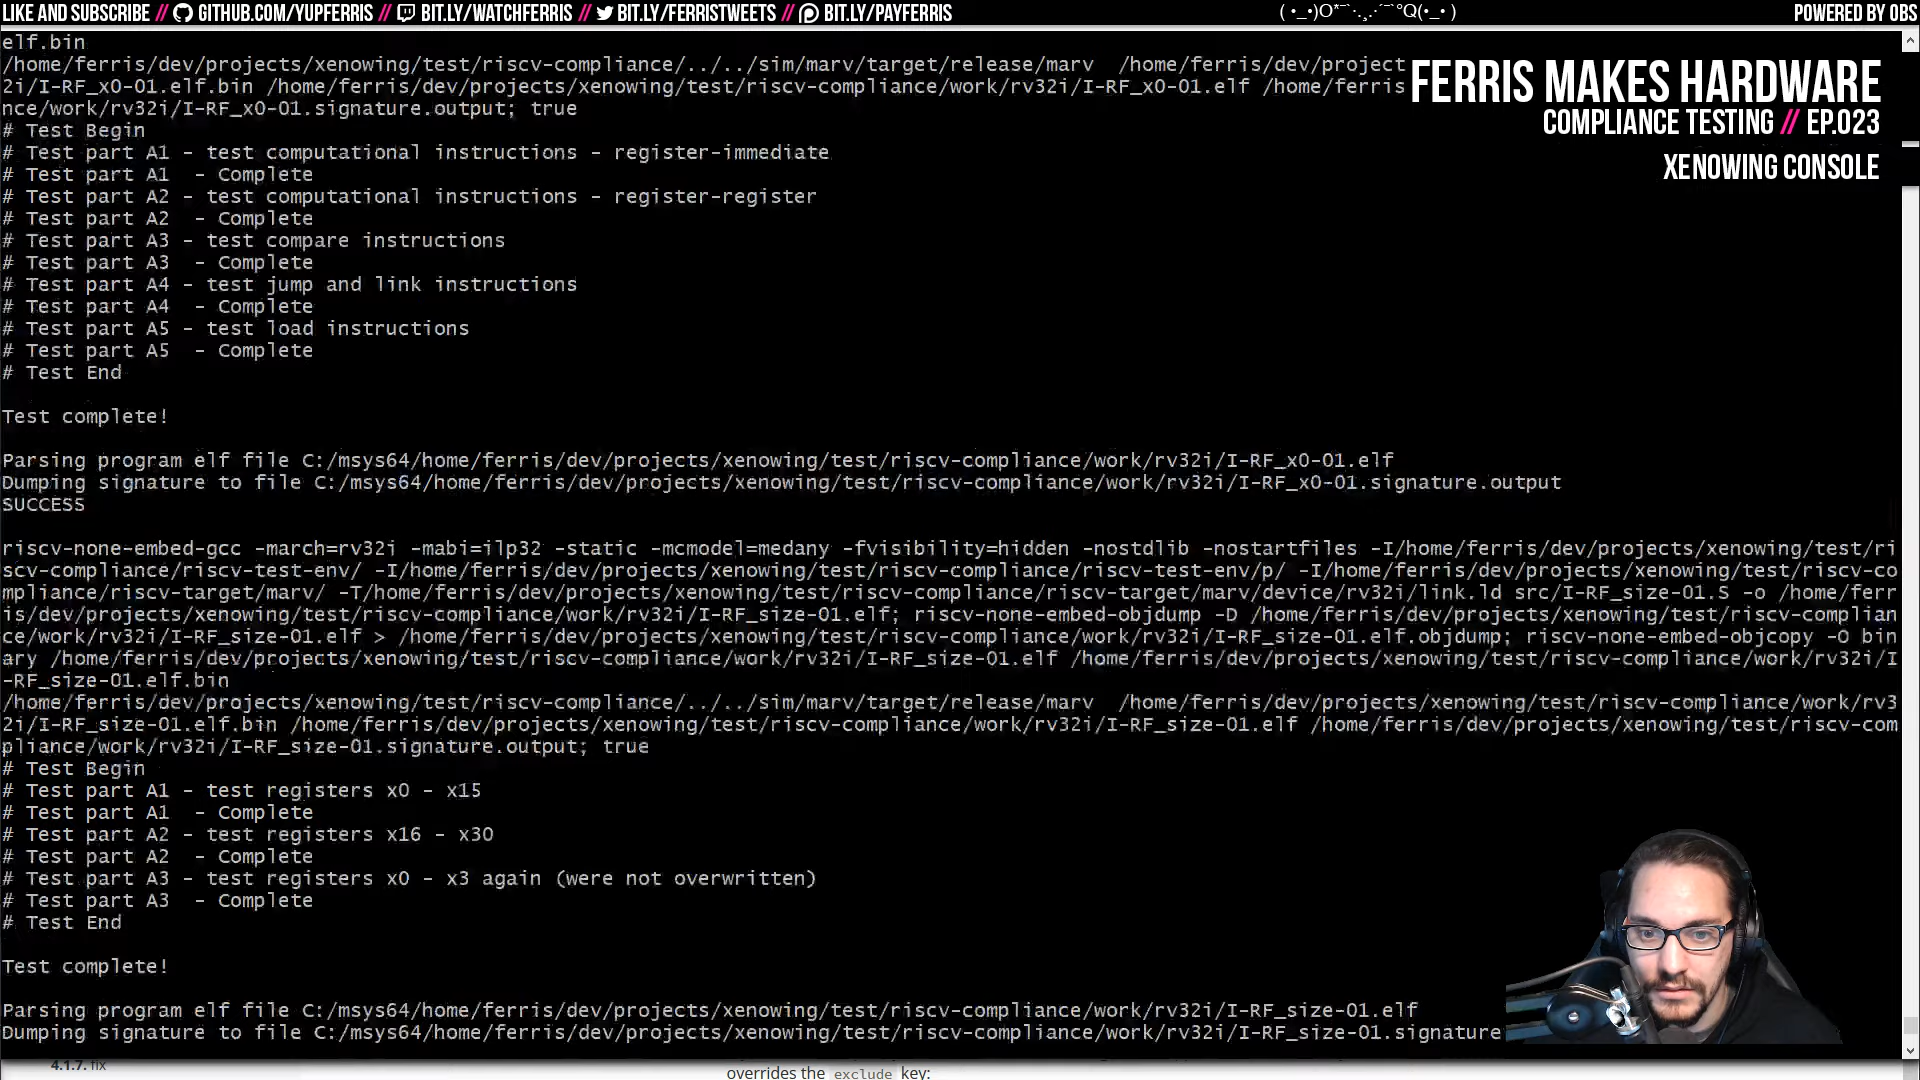 LIKE AND SUBSCRIBE // GITHUB.COM/YUPFERRIS // BIT.LY/WATCHFERRIS // BIT.LY/FERRISTWEETS // BIT.LY/PAYFERRIS
POWERED BY OBS
FERRIS MAKES HARDWARE
COMPLIANCE TESTING // EP.023
XENOWING CONSOLE
elf.bin
/home/ferris/dev/projects/xenowing/test/riscv-compliance/../../sim/marv/target/release/marv  /home/ferris/dev/project
2i/I-RF_x0-01.elf.bin /home/ferris/dev/projects/xenowing/test/riscv-compliance/work/rv32i/I-RF_x0-01.elf /home/ferris
nce/work/rv32i/I-RF_x0-01.signature.output; true
# Test Begin
# Test part A1 - test computational instructions - register-immediate
# Test part A1  - Complete
# Test part A2 - test computational instructions - register-register
# Test part A2  - Complete
# Test part A3 - test compare instructions
# Test part A3  - Complete
# Test part A4 - test jump and link instructions
# Test part A4  - Complete
# Test part A5 - test load instructions
# Test part A5  - Complete
# Test End
Test complete!
Parsing program elf file C:/msys64/home/ferris/dev/projects/xenowing/test/riscv-compliance/work/rv32i/I-RF_x0-01.elf
Dumping signature to file C:/msys64/home/ferris/dev/projects/xenowing/test/riscv-compliance/work/rv32i/I-RF_x0-01.signature.output
SUCCESS
riscv-none-embed-gcc -march=rv32i -mabi=ilp32 -static -mcmodel=medany -fvisibility=hidden -nostdlib -nostartfiles -I/home/ferris/dev/projects/xenowing/test/ri
scv-compliance/riscv-test-env/ -I/home/ferris/dev/projects/xenowing/test/riscv-compliance/riscv-test-env/p/ -I/home/ferris/dev/projects/xenowing/test/riscv-co
mpliance/riscv-target/marv/ -T/home/ferris/dev/projects/xenowing/test/riscv-compliance/riscv-target/marv/device/rv32i/link.ld src/I-RF_size-01.S -o /home/ferr
is/dev/projects/xenowing/test/riscv-compliance/work/rv32i/I-RF_size-01.elf; riscv-none-embed-objdump -D /home/ferris/dev/projects/xenowing/test/riscv-complian
ce/work/rv32i/I-RF_size-01.elf > /home/ferris/dev/projects/xenowing/test/riscv-compliance/work/rv32i/I-RF_size-01.elf.objdump; riscv-none-embed-objcopy -O bin
ary /home/ferris/dev/projects/xenowing/test/riscv-compliance/work/rv32i/I-RF_size-01.elf /home/ferris/dev/projects/xenowing/test/riscv-compliance/work/rv32i/I
-RF_size-01.elf.bin
/home/ferris/dev/projects/xenowing/test/riscv-compliance/../../sim/marv/target/release/marv  /home/ferris/dev/projects/xenowing/test/riscv-compliance/work/rv3
2i/I-RF_size-01.elf.bin /home/ferris/dev/projects/xenowing/test/riscv-compliance/work/rv32i/I-RF_size-01.elf /home/ferris/dev/projects/xenowing/test/riscv-com
pliance/work/rv32i/I-RF_size-01.signature.output; true
# Test Begin
# Test part A1 - test registers x0 - x15
# Test part A1  - Complete
# Test part A2 - test registers x16 - x30
# Test part A2  - Complete
# Test part A3 - test registers x0 - x3 again (were not overwritten)
# Test part A3  - Complete
# Test End
Test complete!
Parsing program elf file C:/msys64/home/ferris/dev/projects/xenowing/test/riscv-compliance/work/rv32i/I-RF_size-01.elf
Dumping signature to file C:/msys64/home/ferris/dev/projects/xenowing/test/riscv-compliance/work/rv32i/I-RF_size-01.signature
4.1.7. fix
overrides the exclude key: